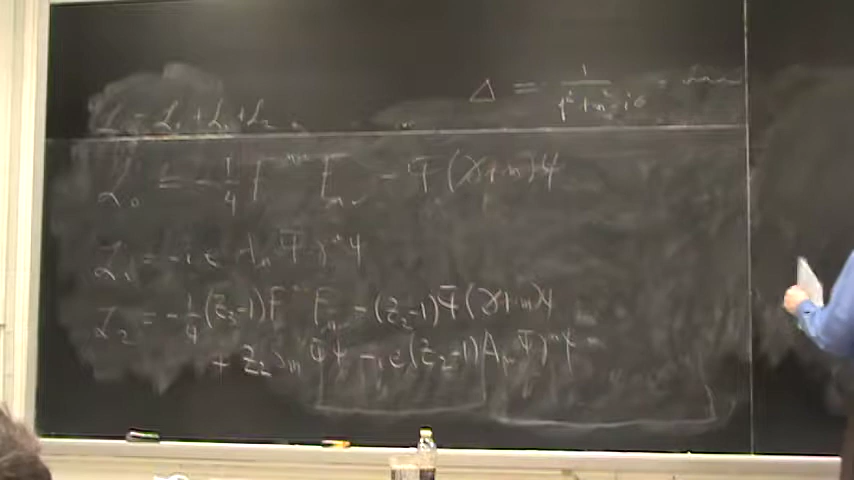 Δ = 1/(p² + m² - iε)
ℒ = ℒ₀ + ℒ₁ + ℒ₂
ℒ₀ = -1/4 F^{μν} F_{μν} - ψ̄(∂̸ + m)ψ
ℒ₁ = -ie A_μ ψ̄ γ^μ ψ
ℒ₂ = -1/4 (Z₃-1) F^{μν} F_{μν} - (Z₂-1) ψ̄(∂̸ + m)ψ
+ Z₂ δm ψ̄ψ - ie(Z₂-1) A_μ ψ̄ γ^μ ψ